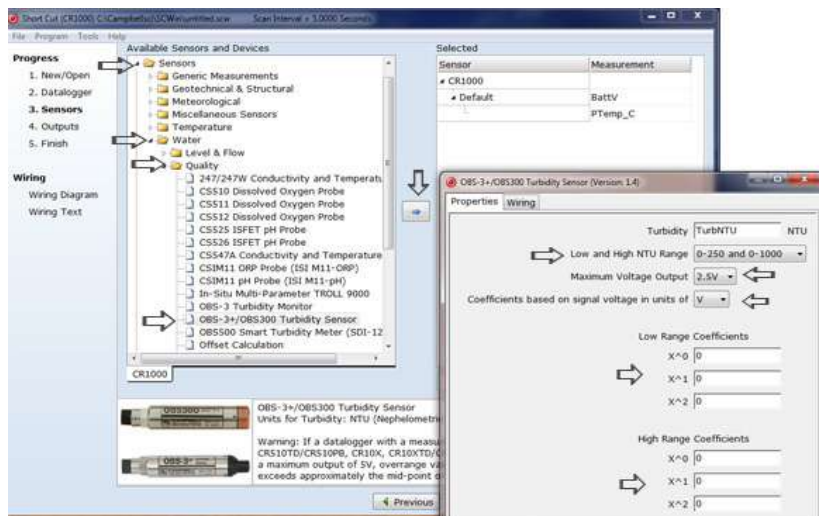 Short Cut (CR1000) C:\Campbellsci\SCWin\untitled.scw Scan Interval = 5.0000 Seconds
File Program Tools Help
Progress
1. New/Open
2. Datalogger
3. Sensors
4. Outputs
5. Finish
Wiring
Wiring Diagram
Wiring Text
Available Sensors and Devices
Sensors
Generic Measurements
Geotechnical & Structural
Meteorological
Miscellaneous Sensors
Temperature
Water
Level & Flow
Quality
247/247W Conductivity and Temperatu
CS510 Dissolved Oxygen Probe
CS511 Dissolved Oxygen Probe
CS512 Dissolved Oxygen Probe
CS525 ISFET pH Probe
CS526 ISFET pH Probe
CS547A Conductivity and Temperature
CSIM11 ORP Probe (ISI M11-ORP)
CSIM11 pH Probe (ISI M11-pH)
In-Situ Multi-Parameter TROLL 9000
OBS-3 Turbidity Monitor
OBS-3+/OBS300 Turbidity Sensor
OBS500 Smart Turbidity Meter (SDI-12
Offset Calculation
CR1000
Selected
Sensor Measurement
CR1000
Default BattV
PTemp_C
OBS-3+/OBS300 Turbidity Sensor (Version: 1.4)
Properties Wiring
Turbidity TurbNTU NTU
Low and High NTU Range 0-250 and 0-1000
Maximum Voltage Output 2.5V
Coefficients based on signal voltage in units of V
Low Range Coefficients
X^0 0
X^1 0
X^2 0
High Range Coefficients
X^0 0
X^1 0
X^2 0
OBS300
OBS-3+
OBS-3+/OBS300 Turbidity Sensor
Units for Turbidity: NTU (Nephelometri
Warning: If a datalogger with a measu
CR510TD/CR510PB, CR10X, CR10XTD/C
a maximum output of 5V, overrange va
exceeds approximately the mid-point o
Previous